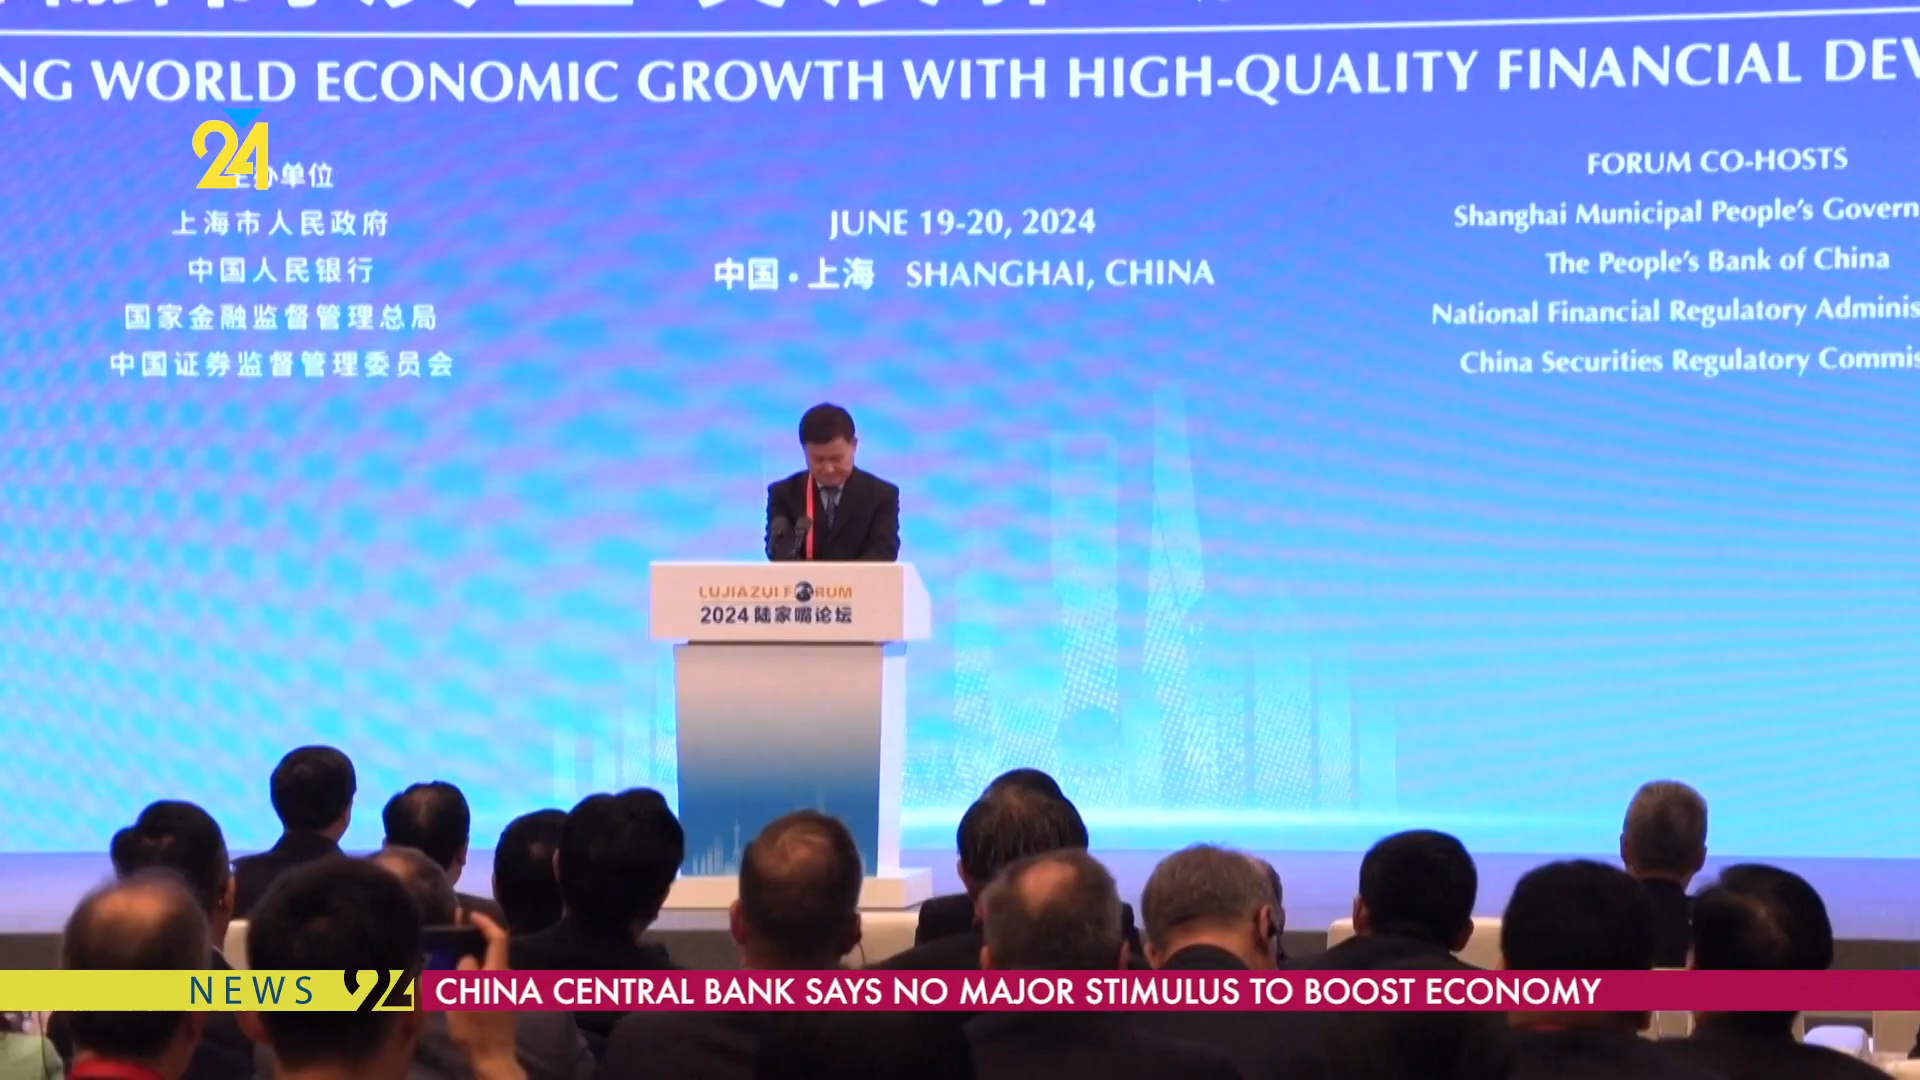 NG WORLD ECONOMIC GROWTH WITH HIGH-QUALITY FINANCIAL DEV
24
办单位
上海市人民政府
中国人民银行
国家金融监督管理总局
中国证券监督管理委员会
JUNE 19-20, 2024
中国·上海 SHANGHAI, CHINA
FORUM CO-HOSTS
Shanghai Municipal People's Govern
The People's Bank of China
National Financial Regulatory Adminis
China Securities Regulatory Commis
LUJIAZUI FORUM
2024 陆家嘴论坛
NEWS 24 CHINA CENTRAL BANK SAYS NO MAJOR STIMULUS TO BOOST ECONOMY